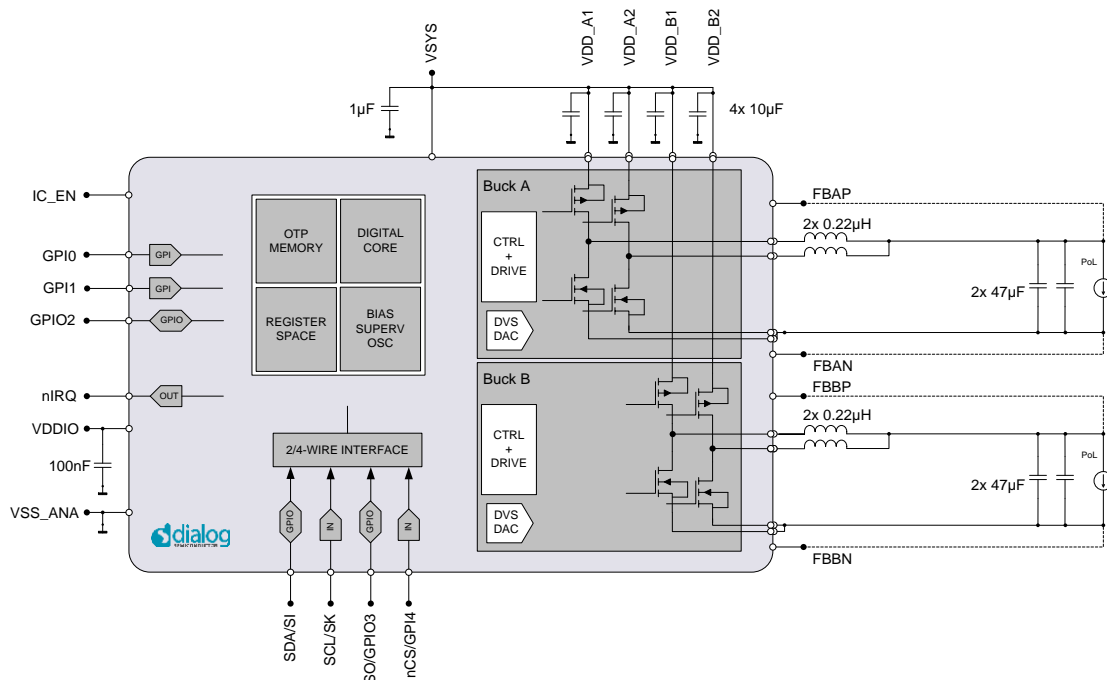 VSYS
VDD_A1
VDD_A2
VDD_B1
VDD_B2
1µF
4x 10µF
IC_EN
GPI0
GPI1
GPIO2
nIRQ
VDDIO
100nF
VSS_ANA
GPI
GPI
GPIO
OUT
OTP
MEMORY
DIGITAL
CORE
REGISTER
SPACE
BIAS
SUPERV
OSC
2/4-WIRE INTERFACE
GPIO
IN
GPIO
IN
SDA/SI
SCL/SK
SO/GPIO3
nCS/GPI4
dialog
SEMICONDUCTOR
Buck A
CTRL
+
DRIVE
DVS
DAC
Buck B
CTRL
+
DRIVE
DVS
DAC
FBAP
2x 0.22µH
2x 47µF
PoL
FBAN
FBBP
2x 0.22µH
2x 47µF
PoL
FBBN